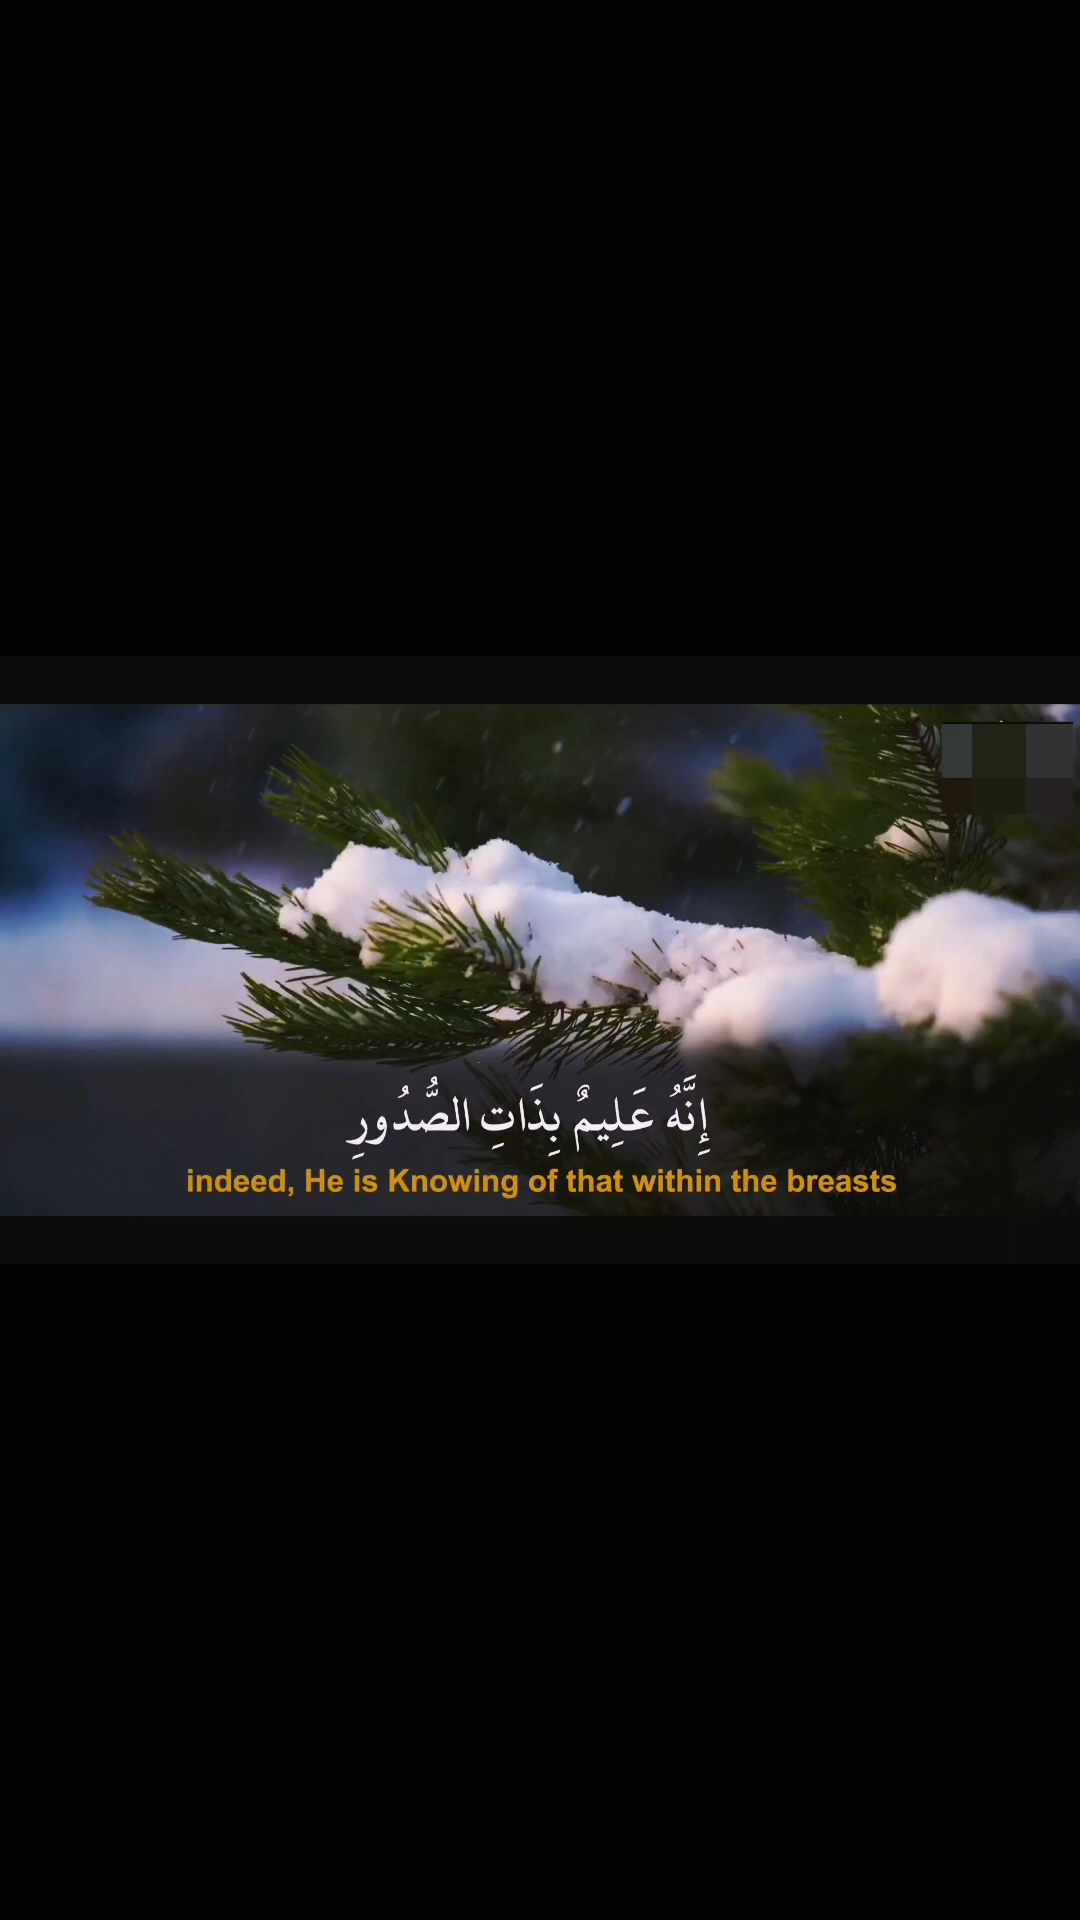 إِنَّهُ عَلِيمٌ بِذَاتِ الصُّدُورِ
indeed, He is Knowing of that within the breasts